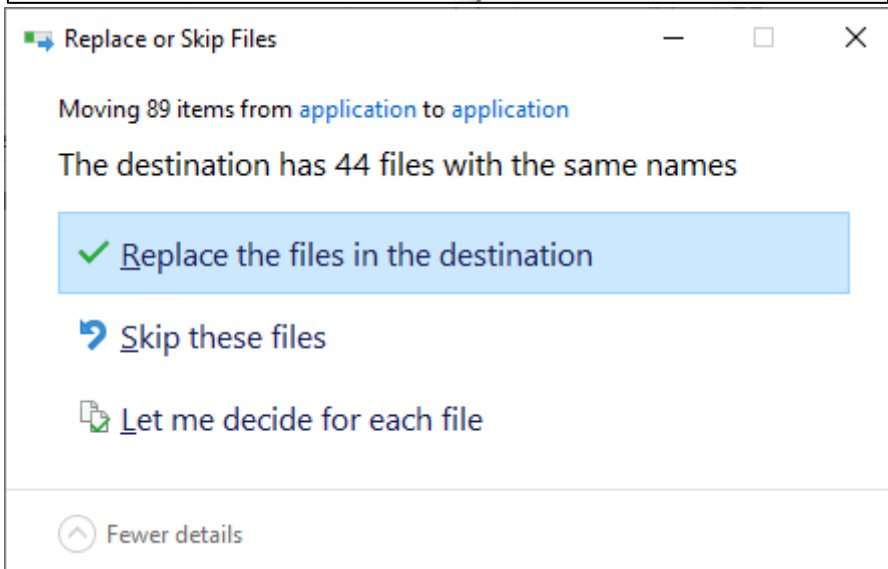 Replace or Skip Files
Moving 89 items from application to application
The destination has 44 files with the same names
Replace the files in the destination
Skip these files
Let me decide for each file
Fewer details